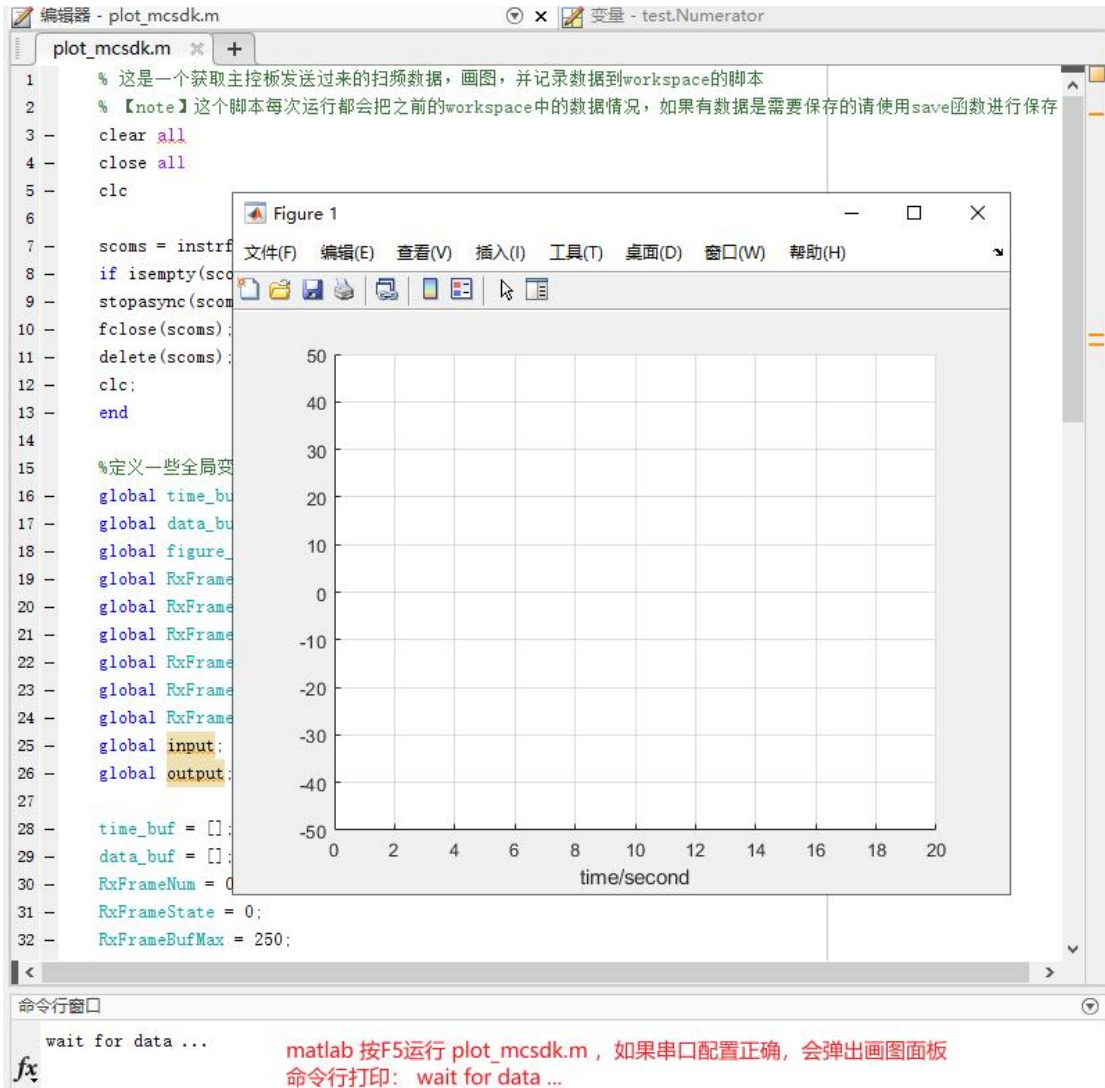 编辑器 - plot_mcsdk.m
变量 - test.Numerator
plot_mcsdk.m
1 % 这是一个获取主控板发送过来的扫频数据，画图，并记录数据到workspace的脚本
2 % 【note】这个脚本每次运行都会把之前的workspace中的数据情况，如果有数据是需要保存的请使用save函数进行保存
3 - clear all
4 - close all
5 - clc
6
7 - scoms = instrf
8 - if isempty(sco
9 - stopasync(scom
10 - fclose(scoms);
11 - delete(scoms);
12 - clc;
13 - end
14
15 %定义一些全局变
16 - global time_bu
17 - global data_bu
18 - global figure_
19 - global RxFrame
20 - global RxFrame
21 - global RxFrame
22 - global RxFrame
23 - global RxFrame
24 - global RxFrame
25 - global input;
26 - global output;
27
28 - time_buf = [];
29 - data_buf = [];
30 - RxFrameNum = 0
31 - RxFrameState = 0;
32 - RxFrameBufMax = 250;
Figure 1
文件(F) 编辑(E) 查看(V) 插入(I) 工具(T) 桌面(D) 窗口(W) 帮助(H)
50
40
30
20
10
0
-10
-20
-30
-40
-50
0 2 4 6 8 10 12 14 16 18 20
time/second
命令行窗口
wait for data ...
fx
matlab 按F5运行 plot_mcsdk.m ，如果串口配置正确，会弹出画图面板
命令行打印： wait for data ...